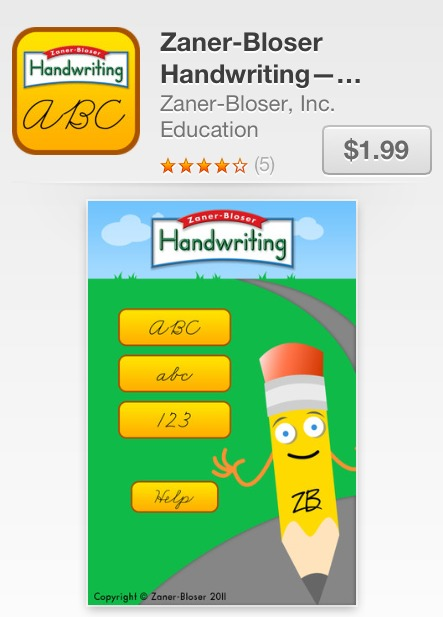 Zaner-Bloser
Handwriting
ABC
Zaner-Bloser
Handwriting—...
Zaner-Bloser, Inc.
Education
(5)
$1.99
Zaner-Bloser
Handwriting
ABC
abc
123
Help
ZB
Copyright © Zaner-Bloser 2011